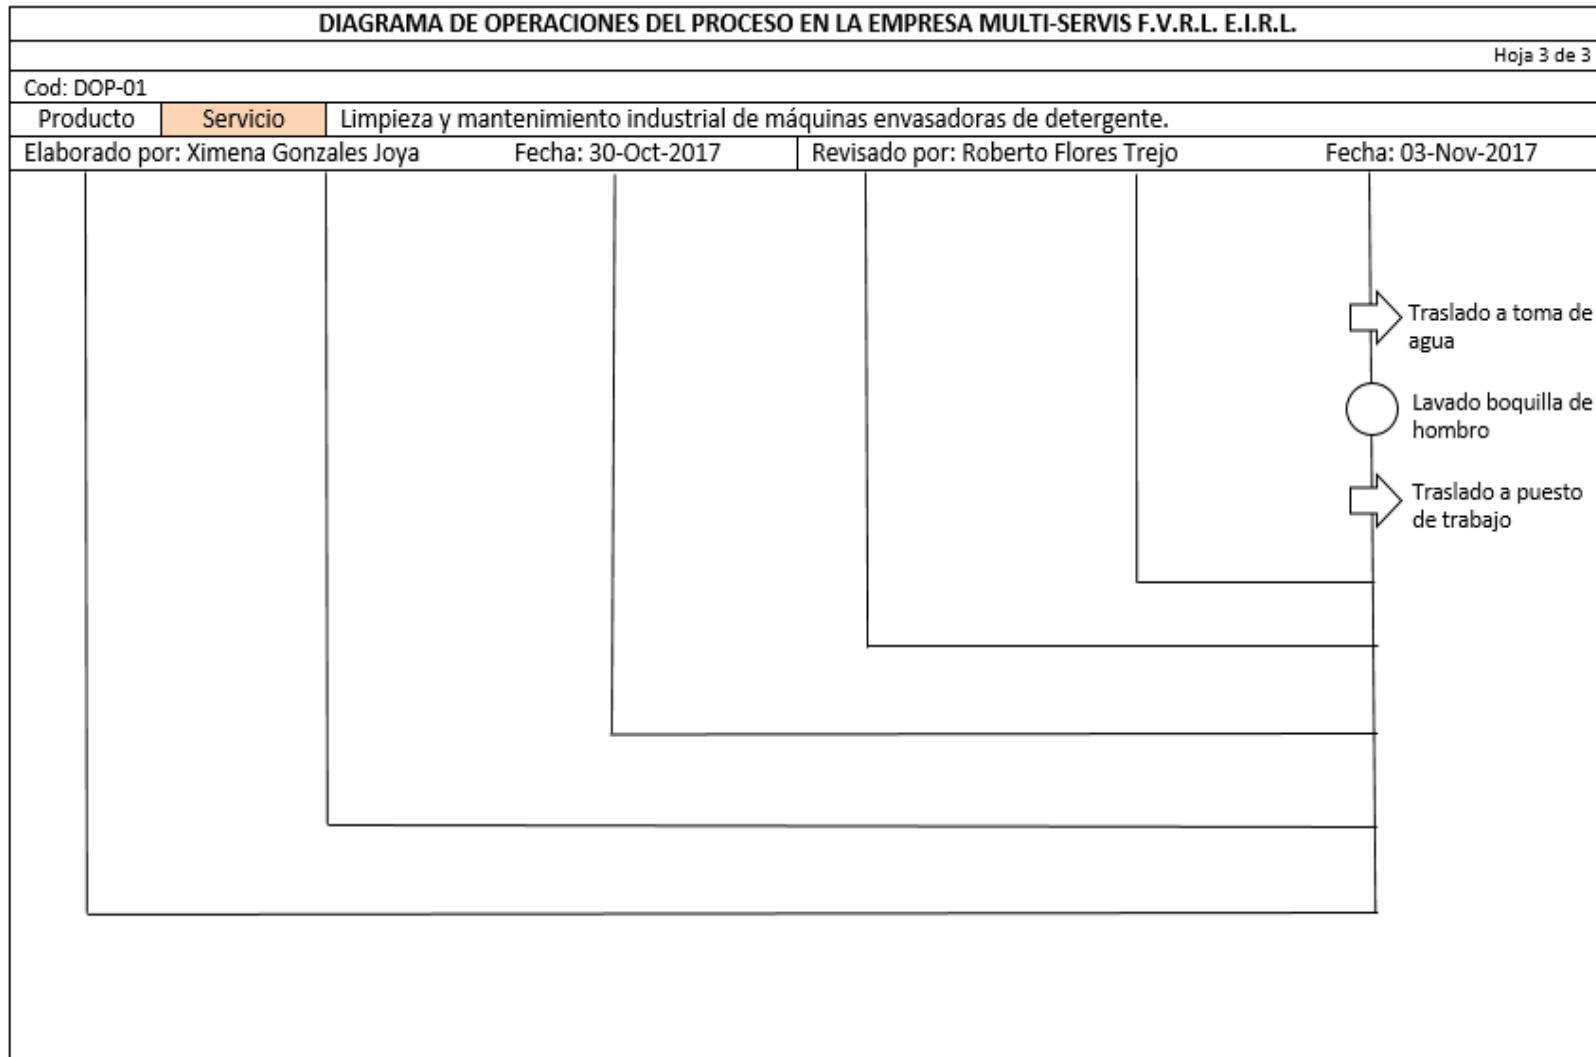 DIAGRAMA DE OPERACIONES DEL PROCESO EN LA EMPRESA MULTI-SERVIS F.V.R.L. E.I.R.L.
Hoja 3 de 3
Cod: DOP-01
Producto Servicio Limpieza y mantenimiento industrial de máquinas envasadoras de detergente.
Elaborado por: Ximena Gonzales Joya Fecha: 30-Oct-2017 Revisado por: Roberto Flores Trejo Fecha: 03-Nov-2017
Traslado a toma de
agua
Lavado boquilla de
hombro
Traslado a puesto
de trabajo